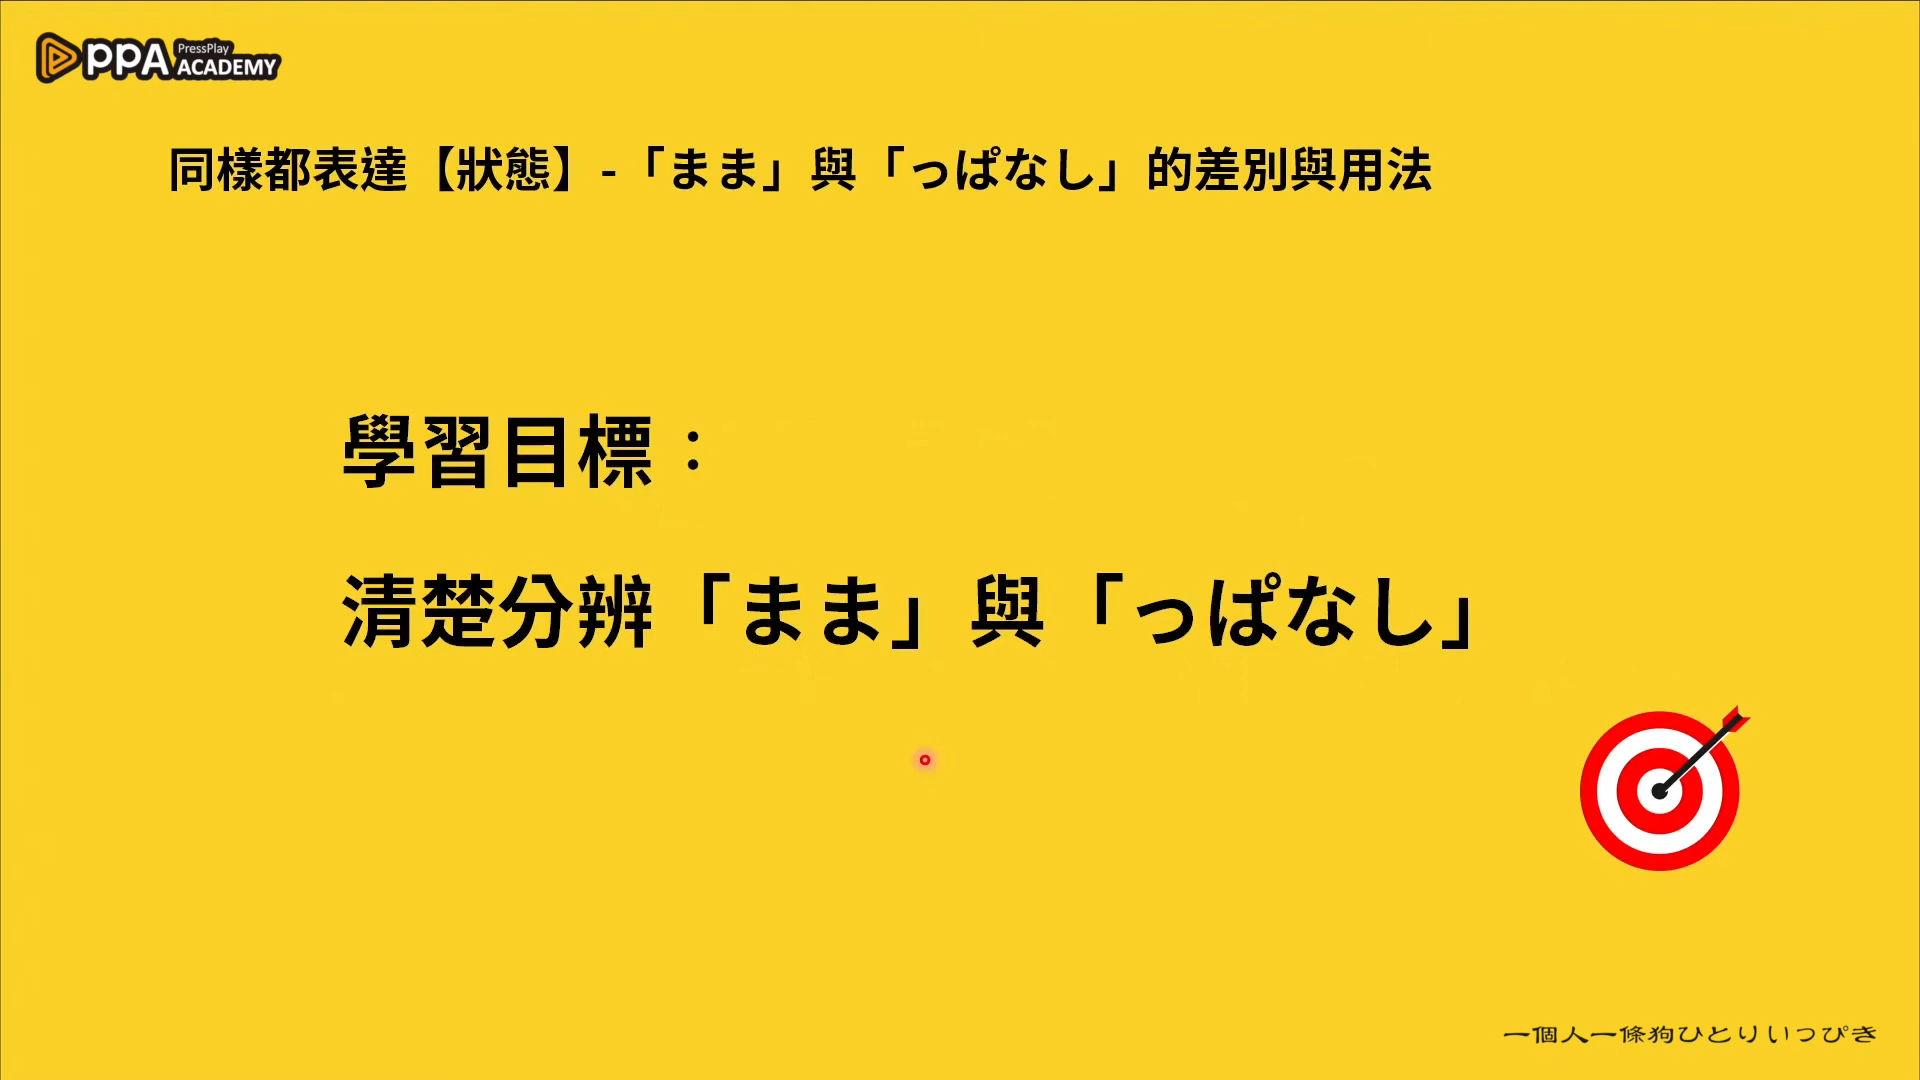 PPA PressPlay ACADEMY
同樣都表達【狀態】-「まま」與「っぱなし」的差別與用法
學習目標：
清楚分辨「まま」與「っぱなし」
一個人一條狗ひとりいっぴき